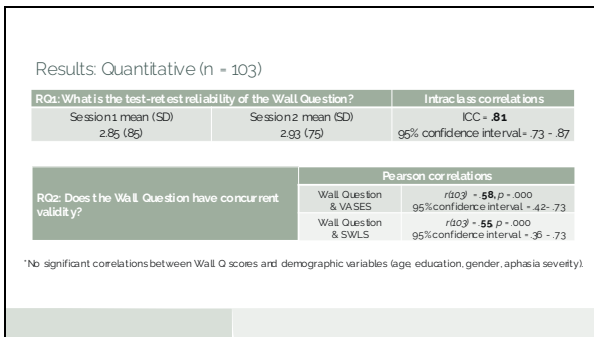 Results: Quantitative (n = 103)
RQ1: What is the test-retest reliability of the Wall Question?
Intraclass correlations
Session 1 mean (SD)
2.85 (85)
Session 2 mean (SD)
2.93 (75)
ICC = .81
95% confidence interval= .73 - .87
Pearson correlations
RQ2: Does the Wall Question have concurrent
validity?
Wall Question
& VASES
r(103) = .58, p = .000
95% confidence interval = .42- .73
Wall Question
& SWLS
r(103) = .55, p = .000
95% confidence interval = .36 - .73
*No significant correlations between Wall Q scores and demographic variables (age, education, gender, aphasia severity).